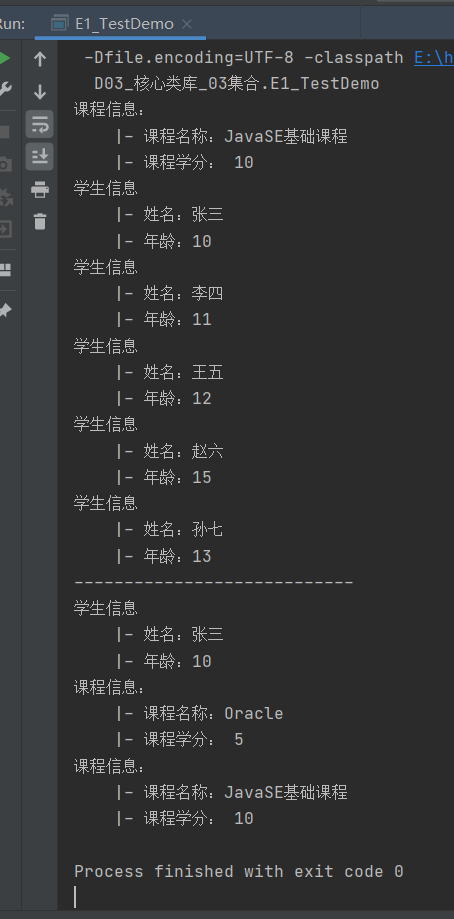 Run: E1_TestDemo
-Dfile.encoding=UTF-8 -classpath E:\h
D03_核心类库_03集合.E1_TestDemo
课程信息：
|- 课程名称：JavaSE基础课程
|- 课程学分： 10
学生信息
|- 姓名：张三
|- 年龄：10
学生信息
|- 姓名：李四
|- 年龄：11
学生信息
|- 姓名：王五
|- 年龄：12
学生信息
|- 姓名：赵六
|- 年龄：15
学生信息
|- 姓名：孙七
|- 年龄：13
----------------------------
学生信息
|- 姓名：张三
|- 年龄：10
课程信息：
|- 课程名称：Oracle
|- 课程学分： 5
课程信息：
|- 课程名称：JavaSE基础课程
|- 课程学分： 10
Process finished with exit code 0